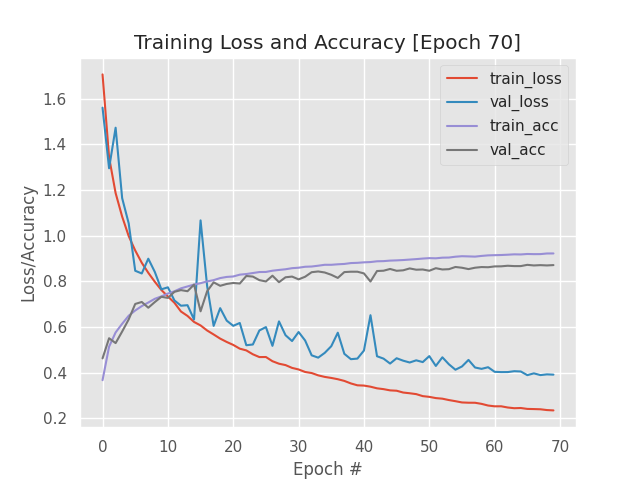 Training Loss and Accuracy [Epoch 70]
train_loss
val_loss
train_acc
val_acc
Loss/Accuracy
1.6
1.4
1.2
1.0
0.8
0.6
0.4
0.2
0 10 20 30 40 50 60 70
Epoch #